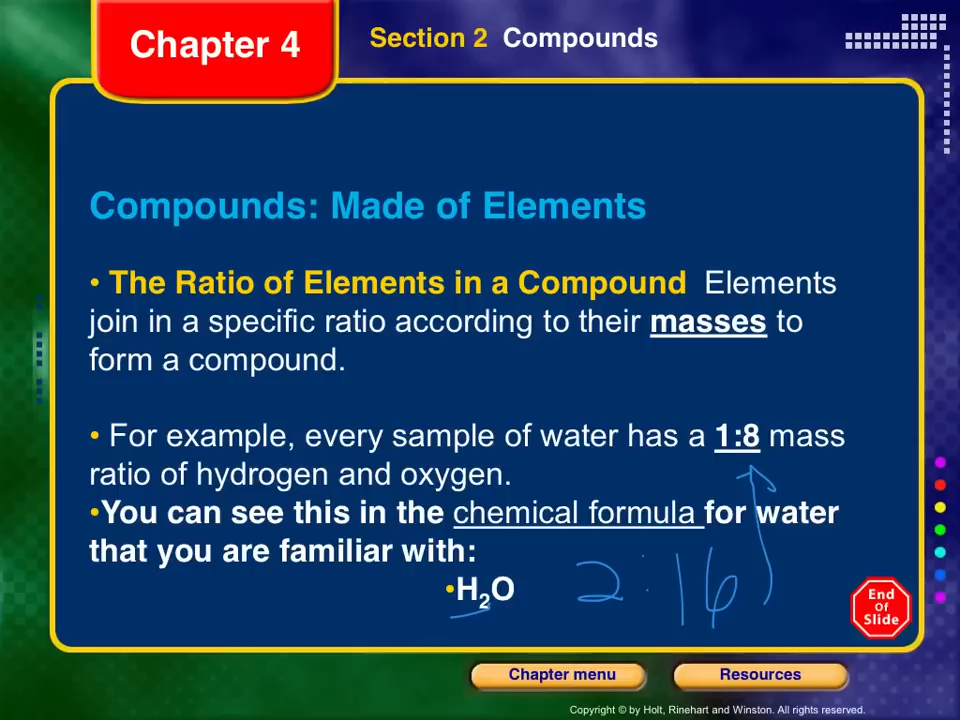 Chapter 4
Section 2 Compounds
Compounds: Made of Elements
• The Ratio of Elements in a Compound Elements
join in a specific ratio according to their masses to
form a compound.
• For example, every sample of water has a 1:8 mass
ratio of hydrogen and oxygen.
•You can see this in the chemical formula for water
that you are familiar with:
•H₂O
2:16
End
Of
Slide
Chapter menu
Resources
Copyright © by Holt, Rinehart and Winston. All rights reserved.